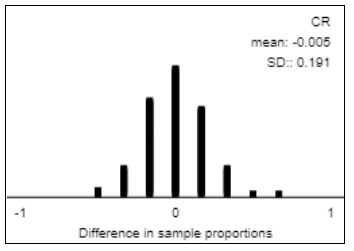 CR
mean: -0.005
SD:: 0.191
-1 0 1
Difference in sample proportions